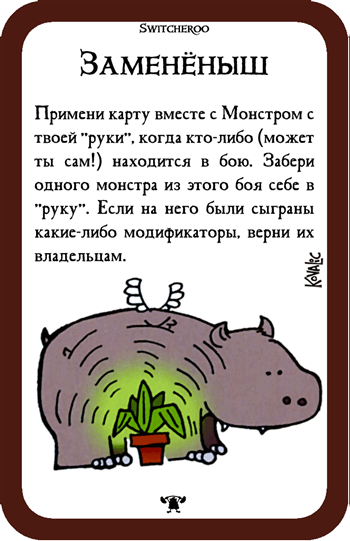 Switcheroo
Заменёныш
Примени карту вместе с Монстром с
твоей "руки", когда кто-либо (может
ты сам!) находится в бою. Забери
одного монстра из этого боя себе в
"руку". Если на него были сыграны
какие-либо модификаторы, верни их
владельцам.
Kovalic